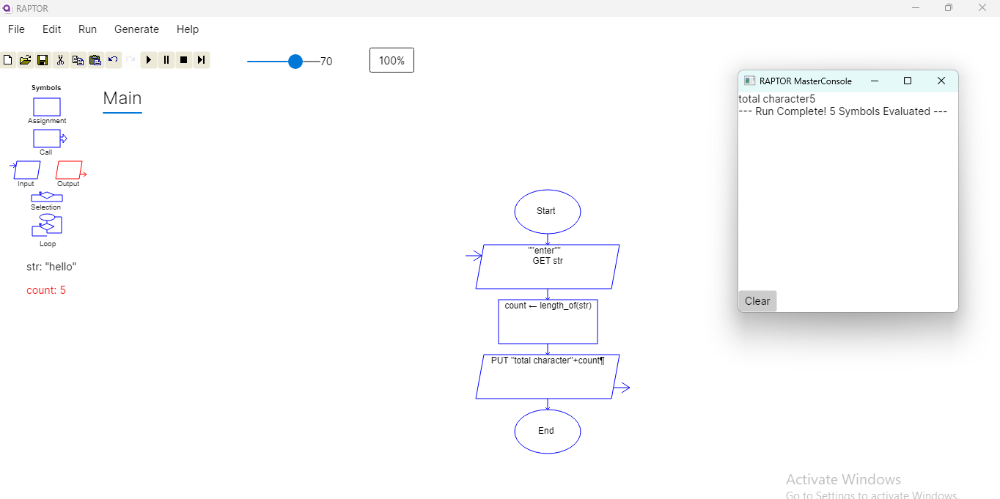 RAPTOR
File Edit Run Generate Help
70
100%
Symbols
Assignment
Call
Input Output
Selection
Loop
str: "hello"
count: 5
Main
Start
""enter""
GET str
count ← length_of(str)
PUT "total character"+count¶
End
RAPTOR MasterConsole
total character5
--- Run Complete! 5 Symbols Evaluated ---
Clear
Activate Windows
Go to Settings to activate Windows.